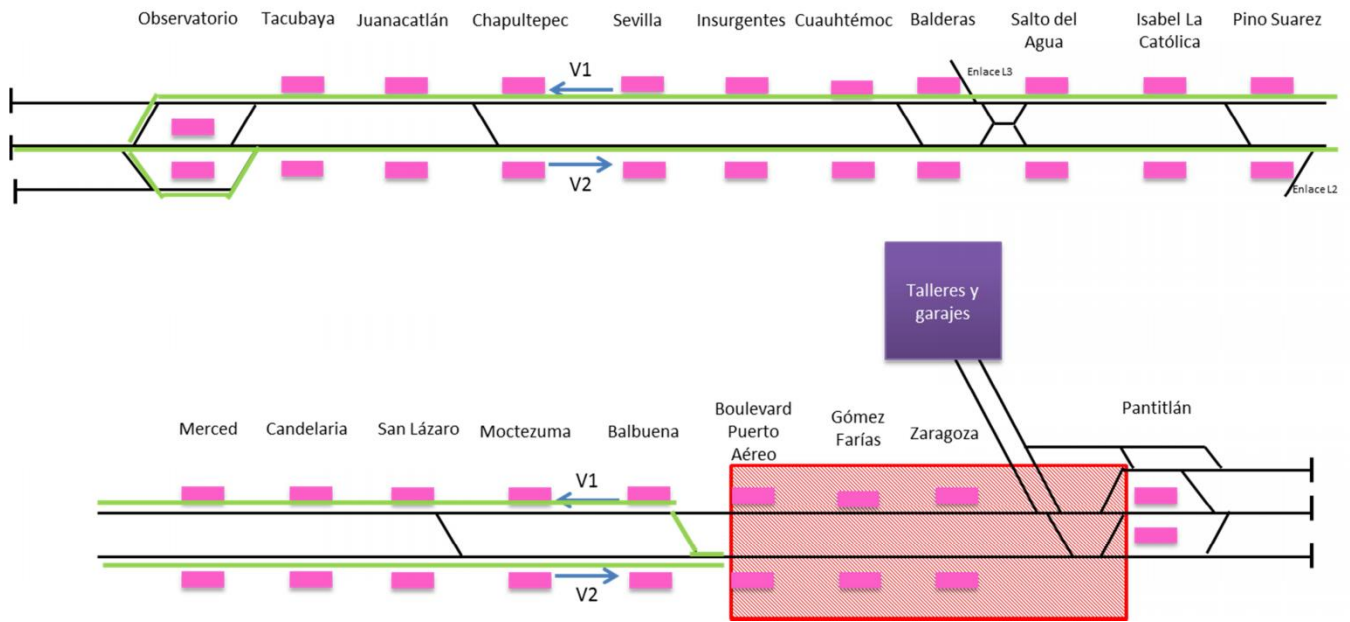 Observatorio
Tacubaya
Juanacatlán
Chapultepec
Sevilla
Insurgentes
Cuauhtémoc
Balderas
Salto del
Agua
Isabel La
Católica
Pino Suarez
V1
Enlace L3
V2
Enlace L2
Talleres y
garajes
Merced
Candelaria
San Lázaro
Moctezuma
Balbuena
Boulevard
Puerto
Aéreo
Gómez
Farías
Zaragoza
Pantitlán
V1
V2